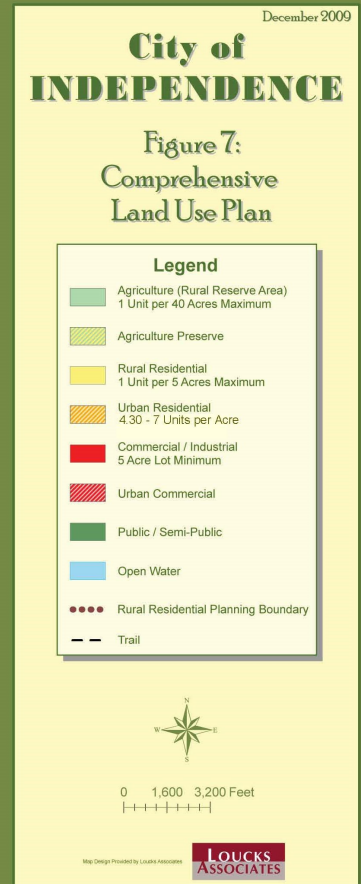 December 2009
City of
INDEPENDENCE
Figure 7:
Comprehensive
Land Use Plan
Legend
Agriculture (Rural Reserve Area)
1 Unit per 40 Acres Maximum
Agriculture Preserve
Rural Residential
1 Unit per 5 Acres Maximum
Urban Residential
4.30 - 7 Units per Acre
Commercial / Industrial
5 Acre Lot Minimum
Urban Commercial
Public / Semi-Public
Open Water
Rural Residential Planning Boundary
Trail
N
W E
S
0 1,600 3,200 Feet
Map Design Provided by Loucks Associates
LOUCKS
ASSOCIATES